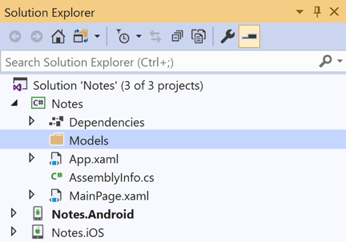 Solution Explorer
Search Solution Explorer (Ctrl+;)
Solution 'Notes' (3 of 3 projects)
C# Notes
Dependencies
Models
App.xaml
C# AssemblyInfo.cs
MainPage.xaml
Notes.Android
Notes.iOS